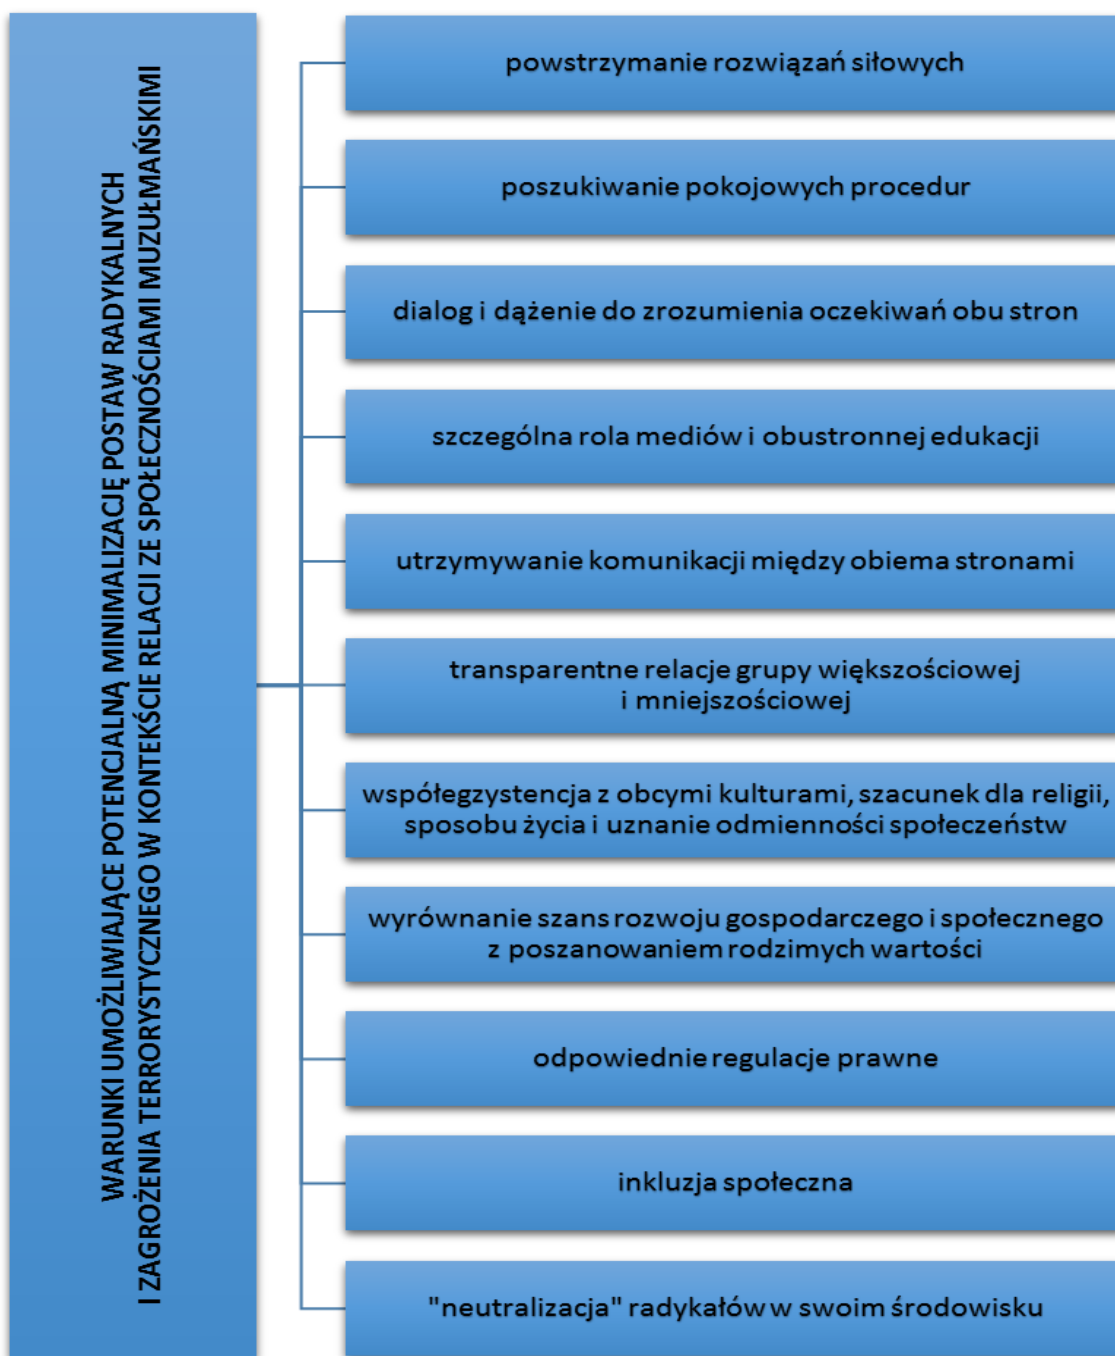 WARUNKI UMOŻLIWIAJĄCE POTENCJALNĄ MINIMALIZACJĘ POSTAW RADYKALNYCH
I ZAGROŻENIA TERRORYSTYCZNEGO W KONTEKŚCIE RELACJI ZE SPOŁECZNOŚCIAMI MUZUŁMAŃSKIMI
powstrzymanie rozwiązań siłowych
poszukiwanie pokojowych procedur
dialog i dążenie do zrozumienia oczekiwań obu stron
szczególna rola mediów i obustronnej edukacji
utrzymywanie komunikacji między obiema stronami
transparentne relacje grupy większościowej
i mniejszościowej
współegzystencja z obcymi kulturami, szacunek dla religii,
sposobu życia i uznanie odmienności społeczeństw
wyrównanie szans rozwoju gospodarczego i społecznego
z poszanowaniem rodzimych wartości
odpowiednie regulacje prawne
inkluzja społeczna
"neutralizacja" radykałów w swoim środowisku